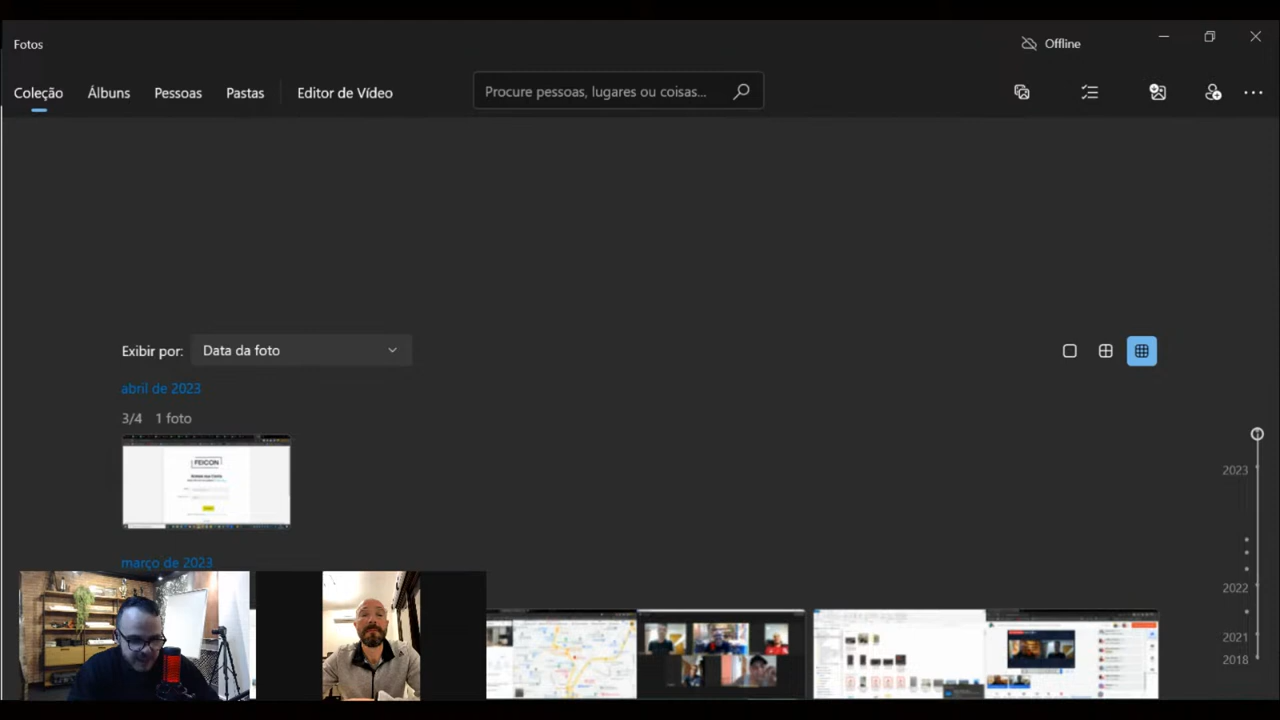 Fotos
Offline
Coleção
Álbuns
Pessoas
Pastas
Editor de Vídeo
Procure pessoas, lugares ou coisas...
Exibir por:
Data da foto
abril de 2023
3/4 1 foto
FEICON
2023
março de 2023
2022
2021
2018